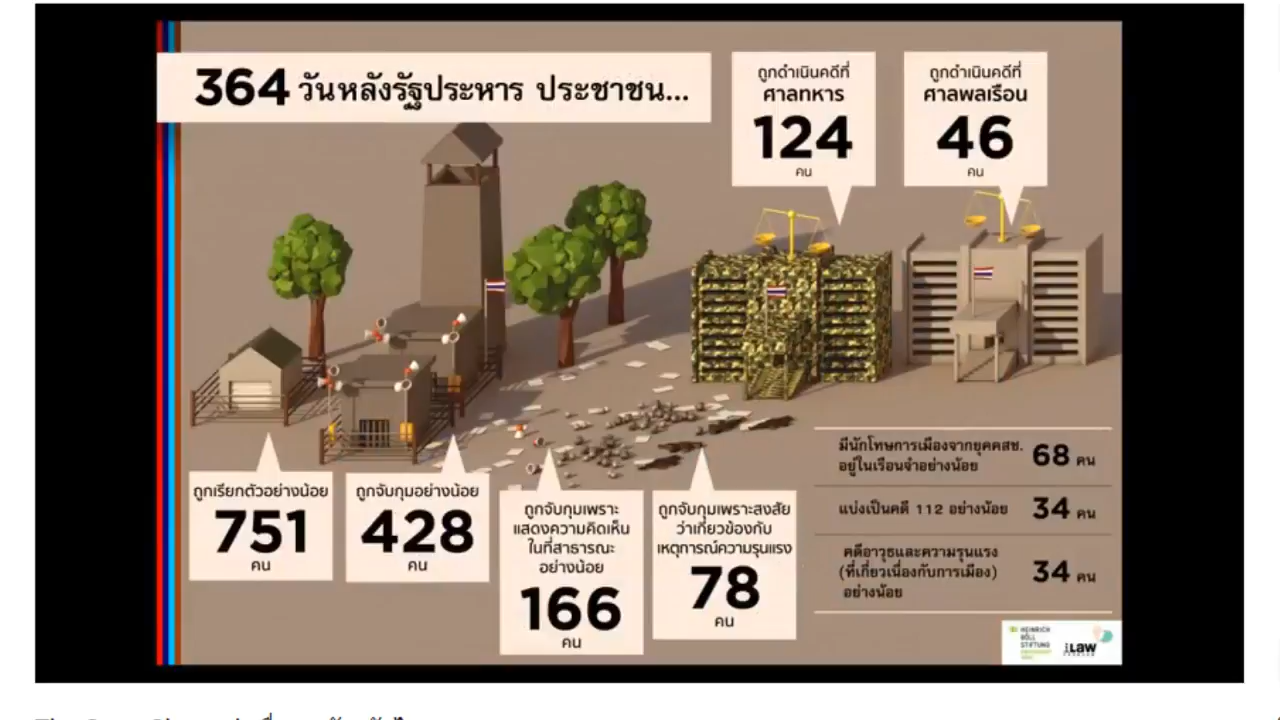 364 วันหลังรัฐประหาร ประชาชน...
ถูกดำเนินคดีที่
ศาลทหาร
124
คน
ถูกดำเนินคดีที่
ศาลพลเรือน
46
คน
ถูกเรียกตัวอย่างน้อย
751
คน
ถูกจับกุมอย่างน้อย
428
คน
ถูกจับกุมเพราะ
แสดงความคิดเห็น
ในที่สาธารณะ
อย่างน้อย
166
คน
ถูกจับกุมเพราะสงสัย
ว่าเกี่ยวข้องกับ
เหตุการณ์ความรุนแรง
78
คน
มีนักโทษการเมืองจากยุคคสช.
อยู่ในเรือนจำอย่างน้อย 68 คน
แบ่งเป็นคดี 112 อย่างน้อย 34 คน
คดีอาวุธและความรุนแรง
(ที่เกี่ยวเนื่องกับการเมือง) 34 คน
อย่างน้อย
HEINRICH
BÖLL
STIFTUNG
iLAW